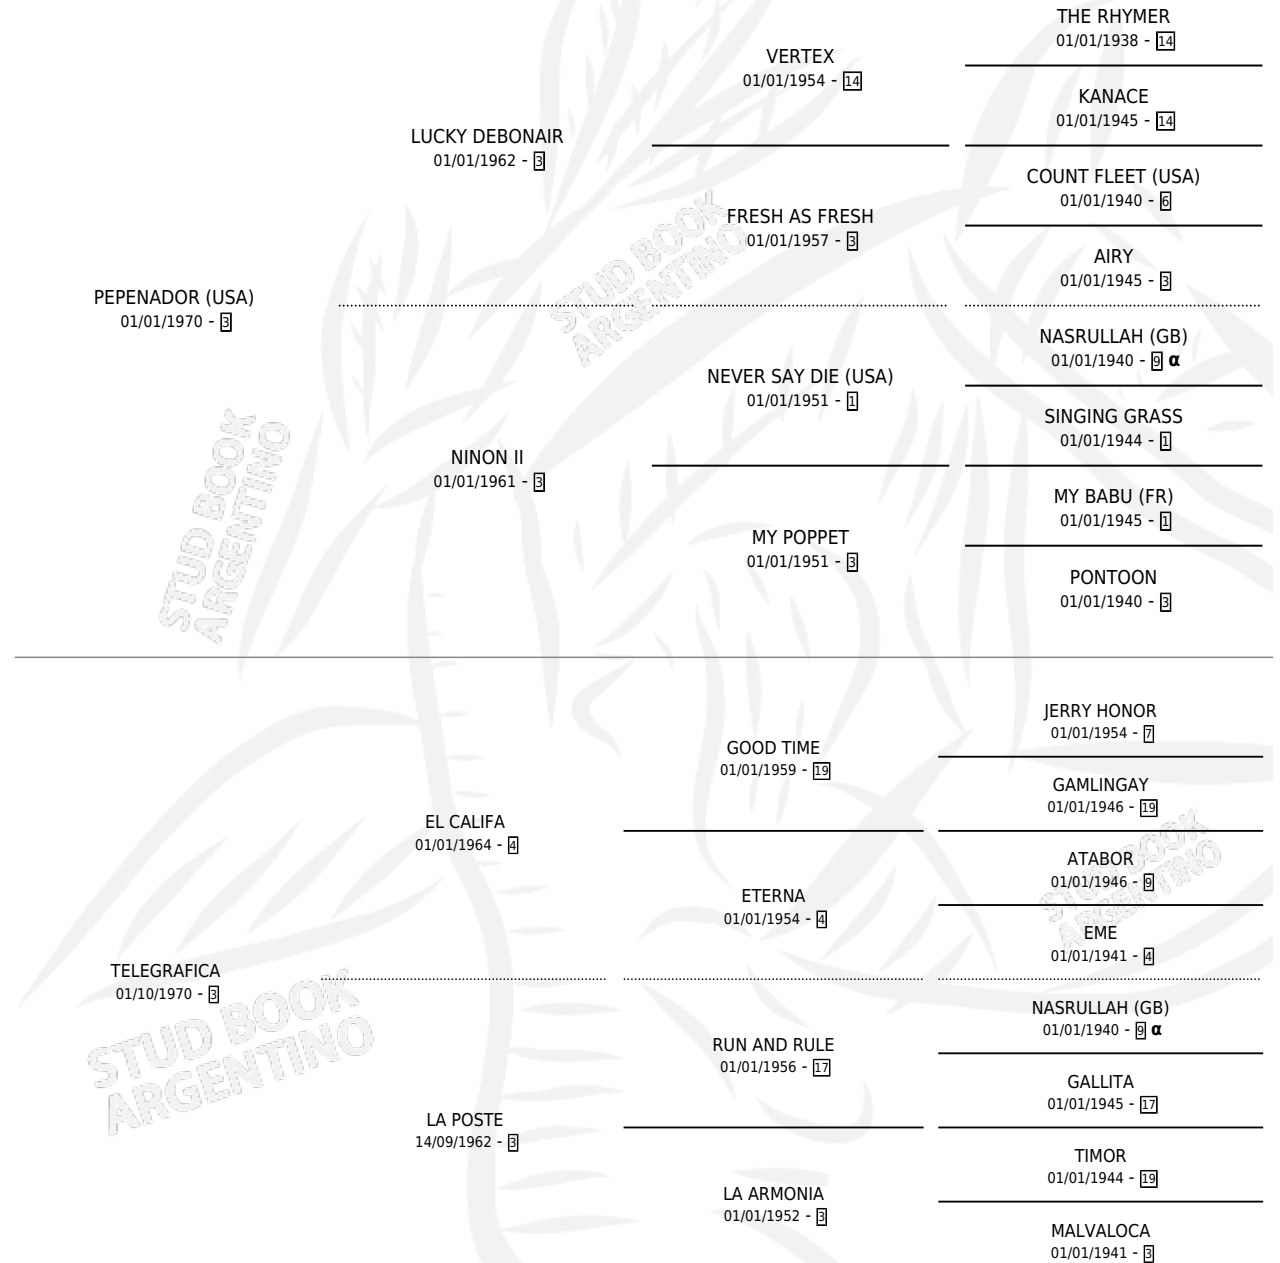 THE RHYMER
01/01/1938 - 14
VERTEX
01/01/1954 - 14
KANACE
01/01/1945 - 14
LUCKY DEBONAIR
01/01/1962 - 3
COUNT FLEET (USA)
01/01/1940 - 6
FRESH AS FRESH
01/01/1957 - 3
AIRY
01/01/1945 - 3
PEPENADOR (USA)
01/01/1970 - 3
NASRULLAH (GB)
01/01/1940 - 9 α
NEVER SAY DIE (USA)
01/01/1951 - 1
SINGING GRASS
01/01/1944 - 1
NINON II
01/01/1961 - 3
MY BABU (FR)
01/01/1945 - 1
MY POPPET
01/01/1951 - 3
PONTOON
01/01/1940 - 3
JERRY HONOR
01/01/1954 - 7
GOOD TIME
01/01/1959 - 19
GAMLINGAY
01/01/1946 - 19
EL CALIFA
01/01/1964 - 4
ATABOR
01/01/1946 - 9
ETERNA
01/01/1954 - 4
EME
01/01/1941 - 4
TELEGRAFICA
01/10/1970 - 3
NASRULLAH (GB)
01/01/1940 - 9 α
RUN AND RULE
01/01/1956 - 17
GALLITA
01/01/1945 - 17
LA POSTE
14/09/1962 - 3
TIMOR
01/01/1944 - 19
LA ARMONIA
01/01/1952 - 3
MALVALOCA
01/01/1941 - 3
STUD BOOK
ARGENTINO
STUD BOOK
ARGENTINO
STUD BOOK
ARGENTINO
STUD BOOK
ARGENTINO